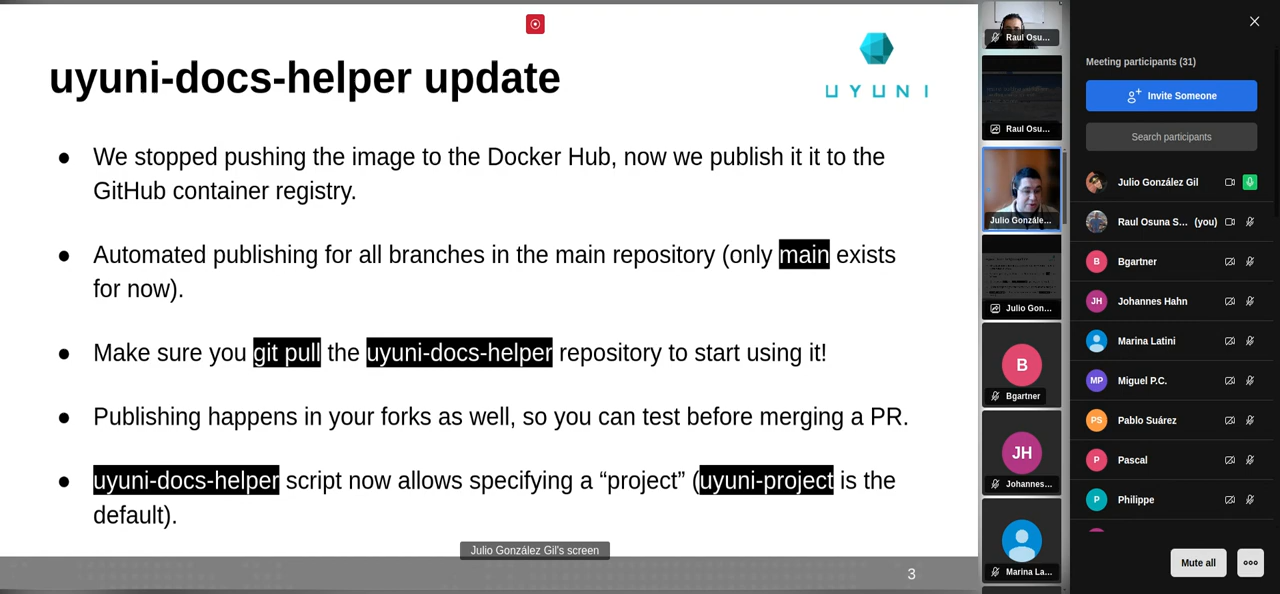 uyuni-docs-helper update
UYUNI
● We stopped pushing the image to the Docker Hub, now we publish it it to the
GitHub container registry.
● Automated publishing for all branches in the main repository (only main exists
for now).
● Make sure you git pull the uyuni-docs-helper repository to start using it!
● Publishing happens in your forks as well, so you can test before merging a PR.
● uyuni-docs-helper script now allows specifying a “project” (uyuni-project is the
default).
Julio González Gil's screen
3
Raul Osu...
Raul Osu...
Julio Gonzále...
Julio Gon...
B
Bgartner
JH
Johannes...
Marina La...
Meeting participants (31)
Invite Someone
Search participants
Julio González Gil
Raul Osuna S... (you)
B Bgartner
JH Johannes Hahn
Marina Latini
MP Miguel P.C.
PS Pablo Suárez
P Pascal
P Philippe
Mute all